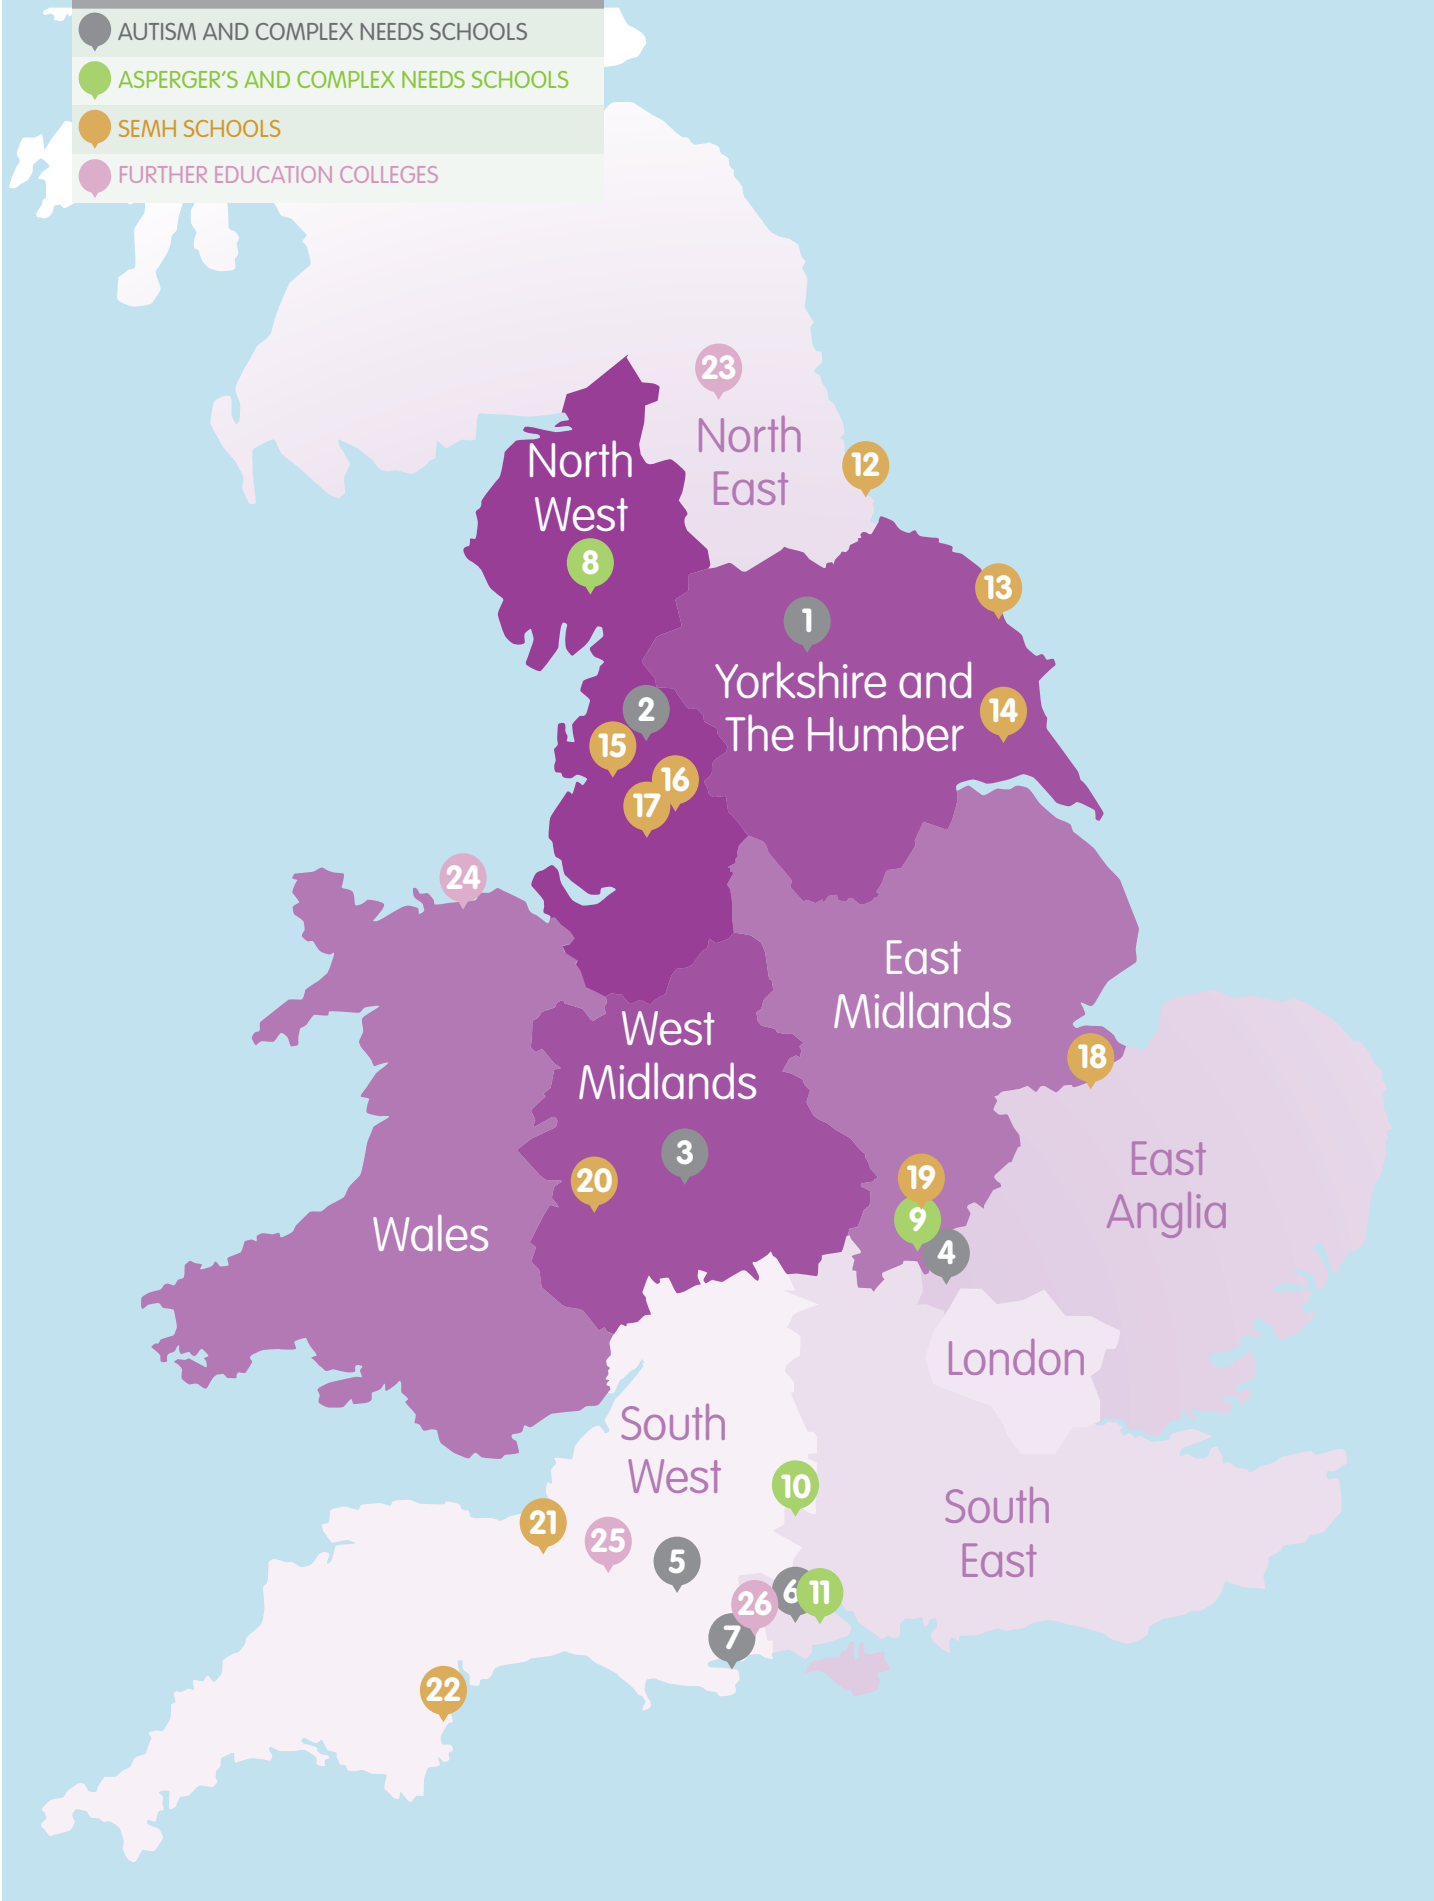 AUTISM AND COMPLEX NEEDS SCHOOLS
ASPERGER'S AND COMPLEX NEEDS SCHOOLS
SEMH SCHOOLS
FURTHER EDUCATION COLLEGES
23
North
East
12
North
West
8
13
1
Yorkshire and
The Humber
14
2
15
16
17
24
East
Midlands
West
Midlands
18
3
20
19
9
4
East
Anglia
Wales
London
South
West
10
South
East
21
25
5
6
11
26
7
22